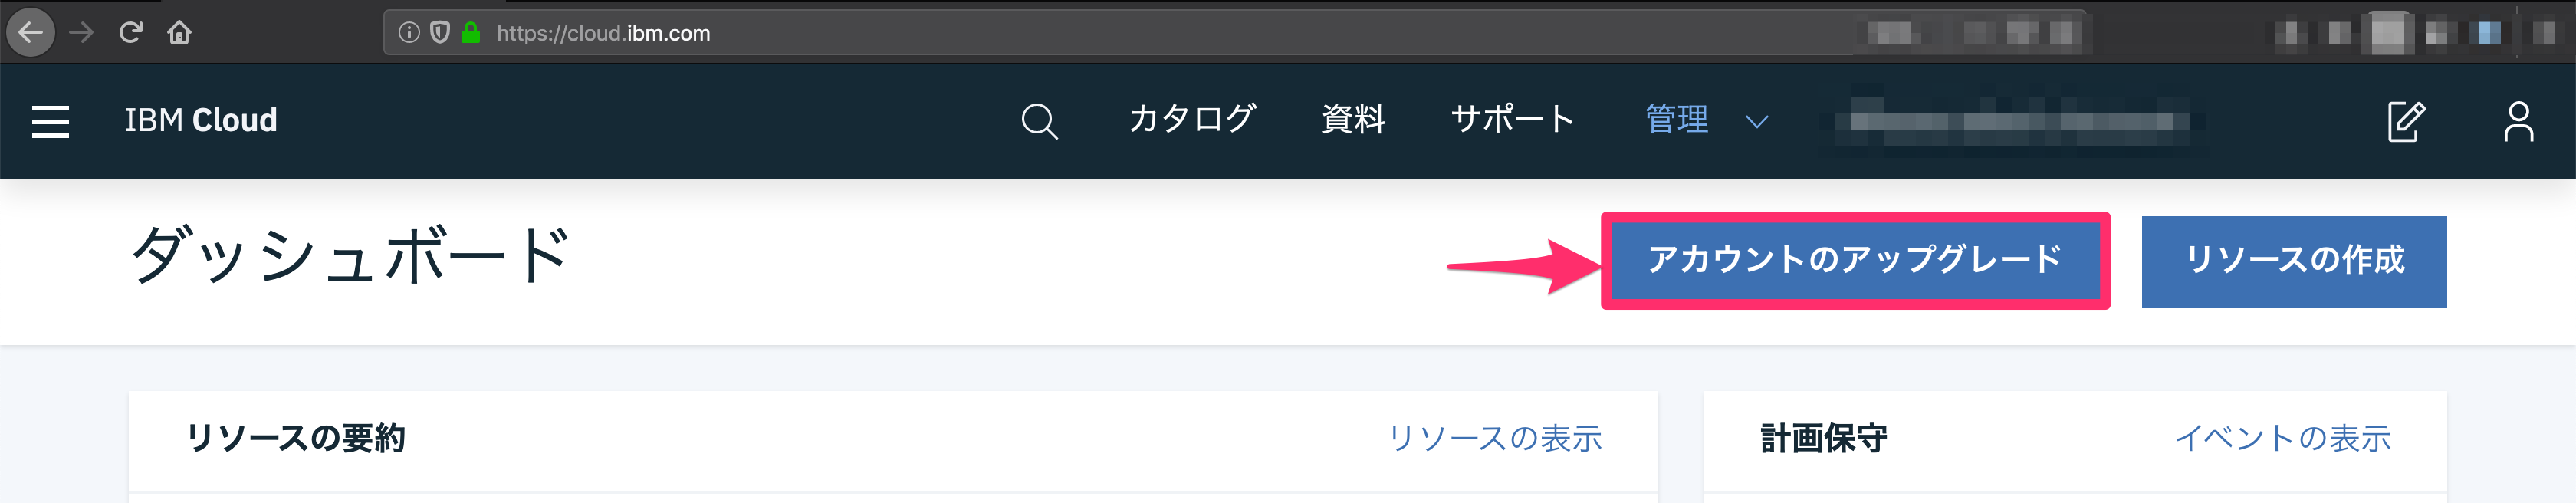 https://cloud.ibm.com
IBM Cloud カタログ 資料 サポート 管理
ダッシュボード アカウントのアップグレード リソースの作成
リソースの要約 リソースの表示 計画保守 イベントの表示